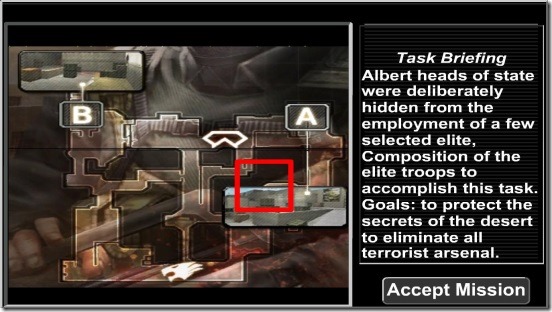 B
A
Task Briefing
Albert heads of state
were deliberately
hidden from the
employment of a few
selected elite,
Composition of the
elite troops to
accomplish this task.
Goals: to protect the
secrets of the desert
to eliminate all
terrorist arsenal.
Accept Mission